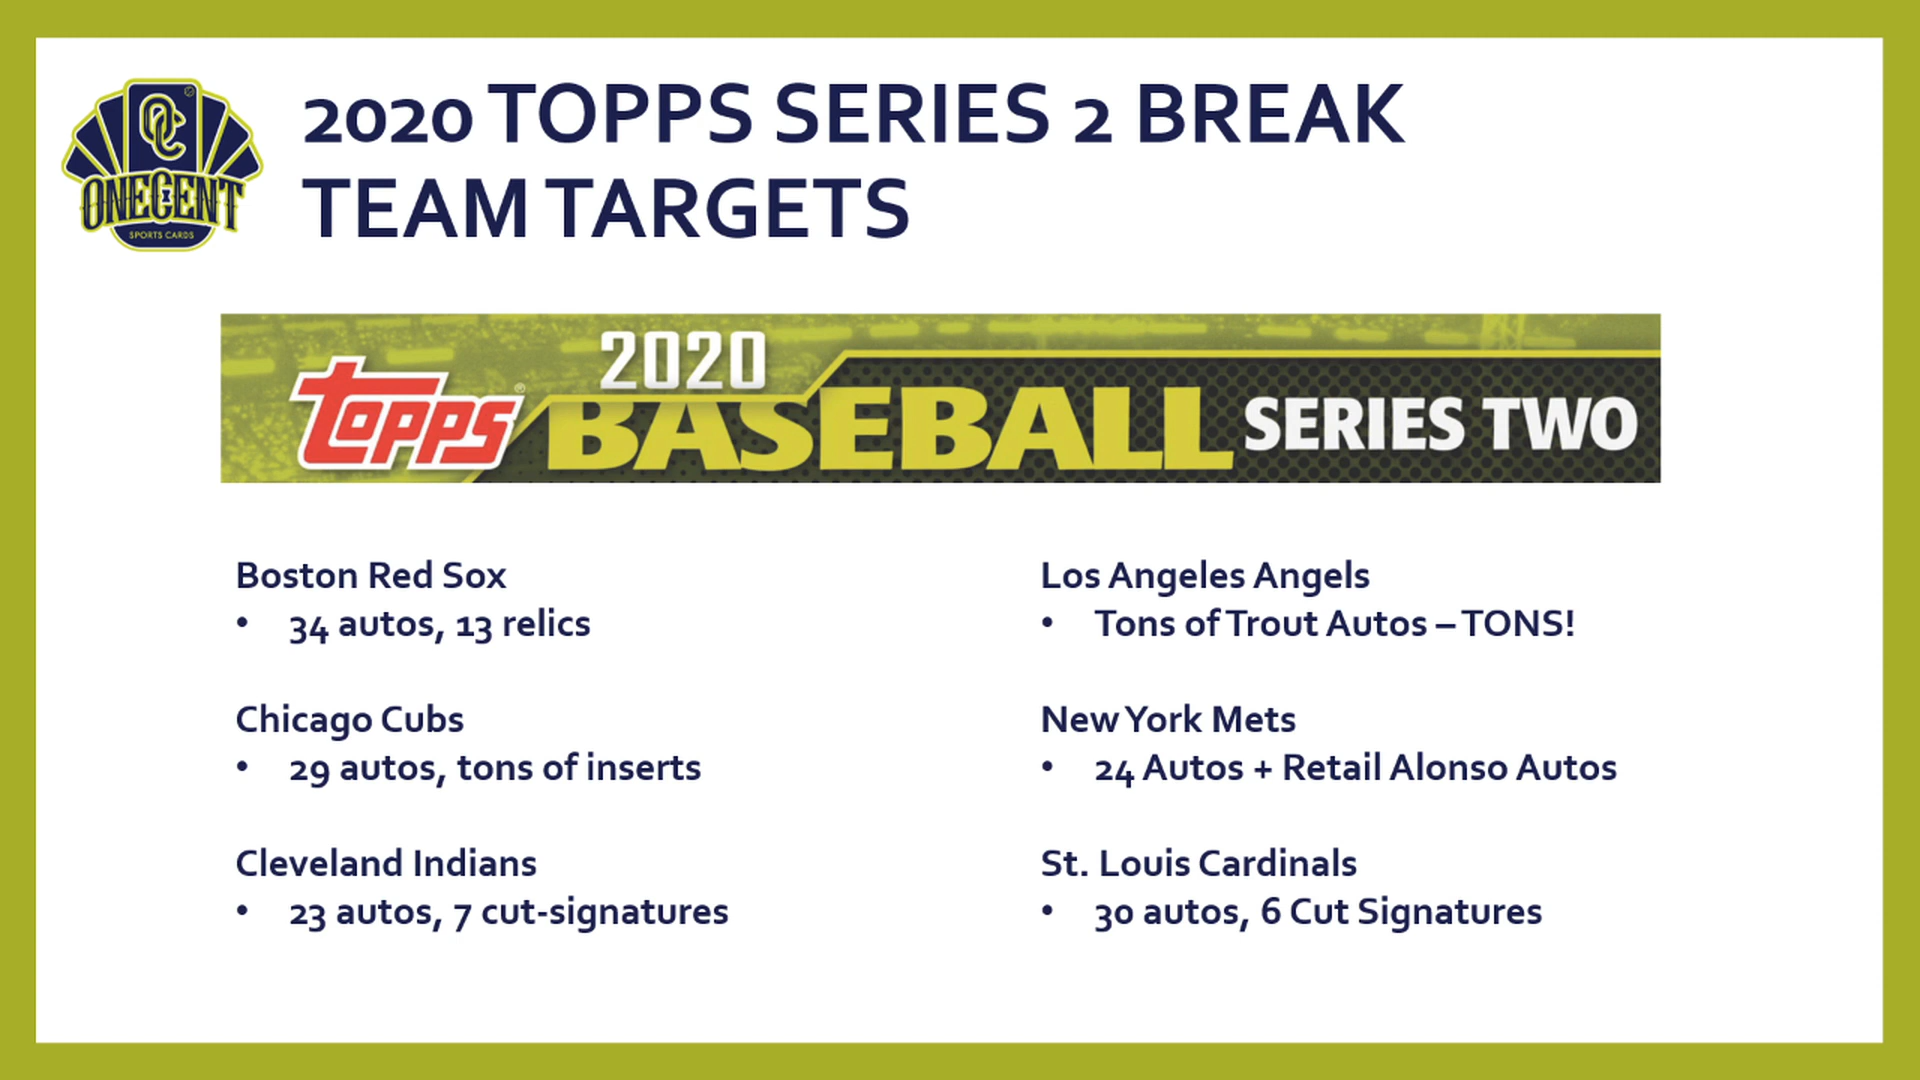 OC
ONECENT
SPORTS CARDS
2020 TOPPS SERIES 2 BREAK
TEAM TARGETS
topps® 2020 BASEBALL SERIES TWO
Boston Red Sox
• 34 autos, 13 relics
Chicago Cubs
• 29 autos, tons of inserts
Cleveland Indians
• 23 autos, 7 cut-signatures
Los Angeles Angels
• Tons of Trout Autos – TONS!
New York Mets
• 24 Autos + Retail Alonso Autos
St. Louis Cardinals
• 30 autos, 6 Cut Signatures